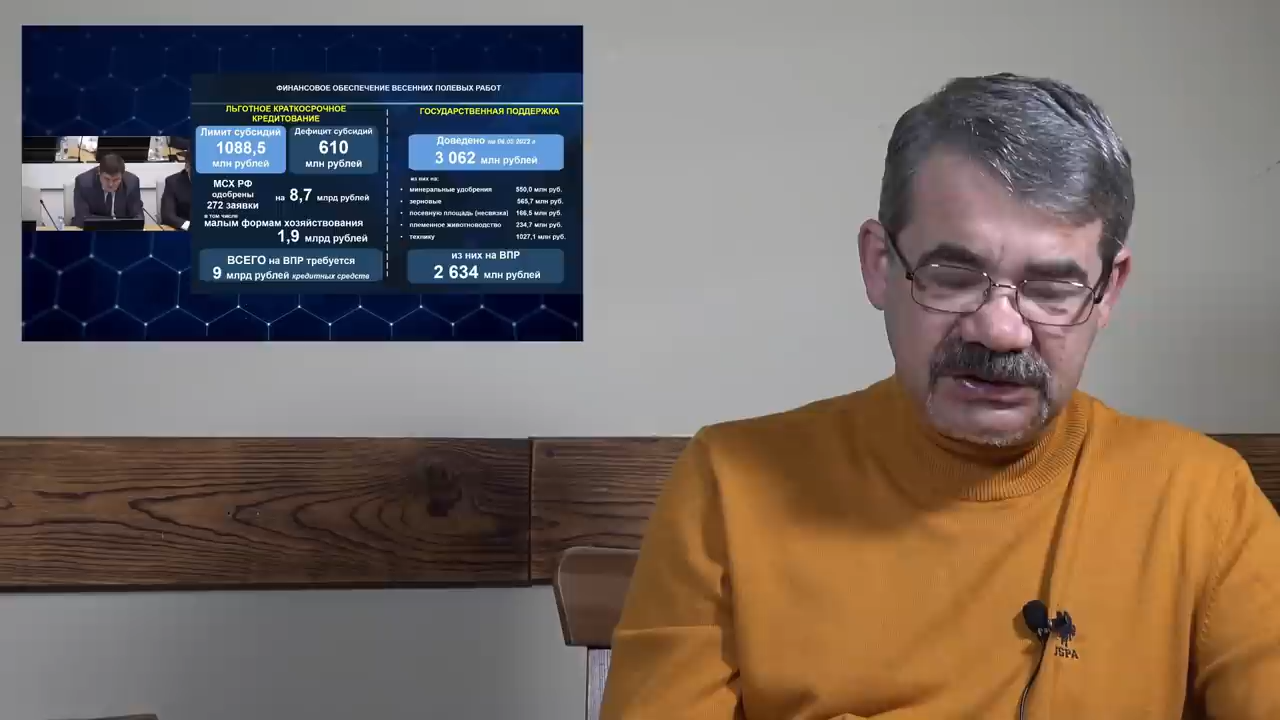 ФИНАНСОВОЕ ОБЕСПЕЧЕНИЕ ВЕСЕННИХ ПОЛЕВЫХ РАБОТ
ЛЬГОТНОЕ КРАТКОСРОЧНОЕ
КРЕДИТОВАНИЕ
Лимит субсидий
1088,5
млн рублей
Дефицит субсидий
610
млн рублей
МСХ РФ
одобрены
272 заявки
на 8,7 млрд рублей
в том числе
малым формам хозяйствования
1,9 млрд рублей
ВСЕГО на ВПР требуется
9 млрд рублей кредитных средств
ГОСУДАРСТВЕННАЯ ПОДДЕРЖКА
Доведено на
3 062 млн рублей
из них на:
• минеральные удобрения 550,0 млн руб.
• зерновые 565,7 млн руб.
• посевную площадь (несвязка) 166,5 млн руб.
• племенное животноводство 234,7 млн руб.
• технику 1027,1 млн руб.
из них на ВПР
2 634 млн рублей